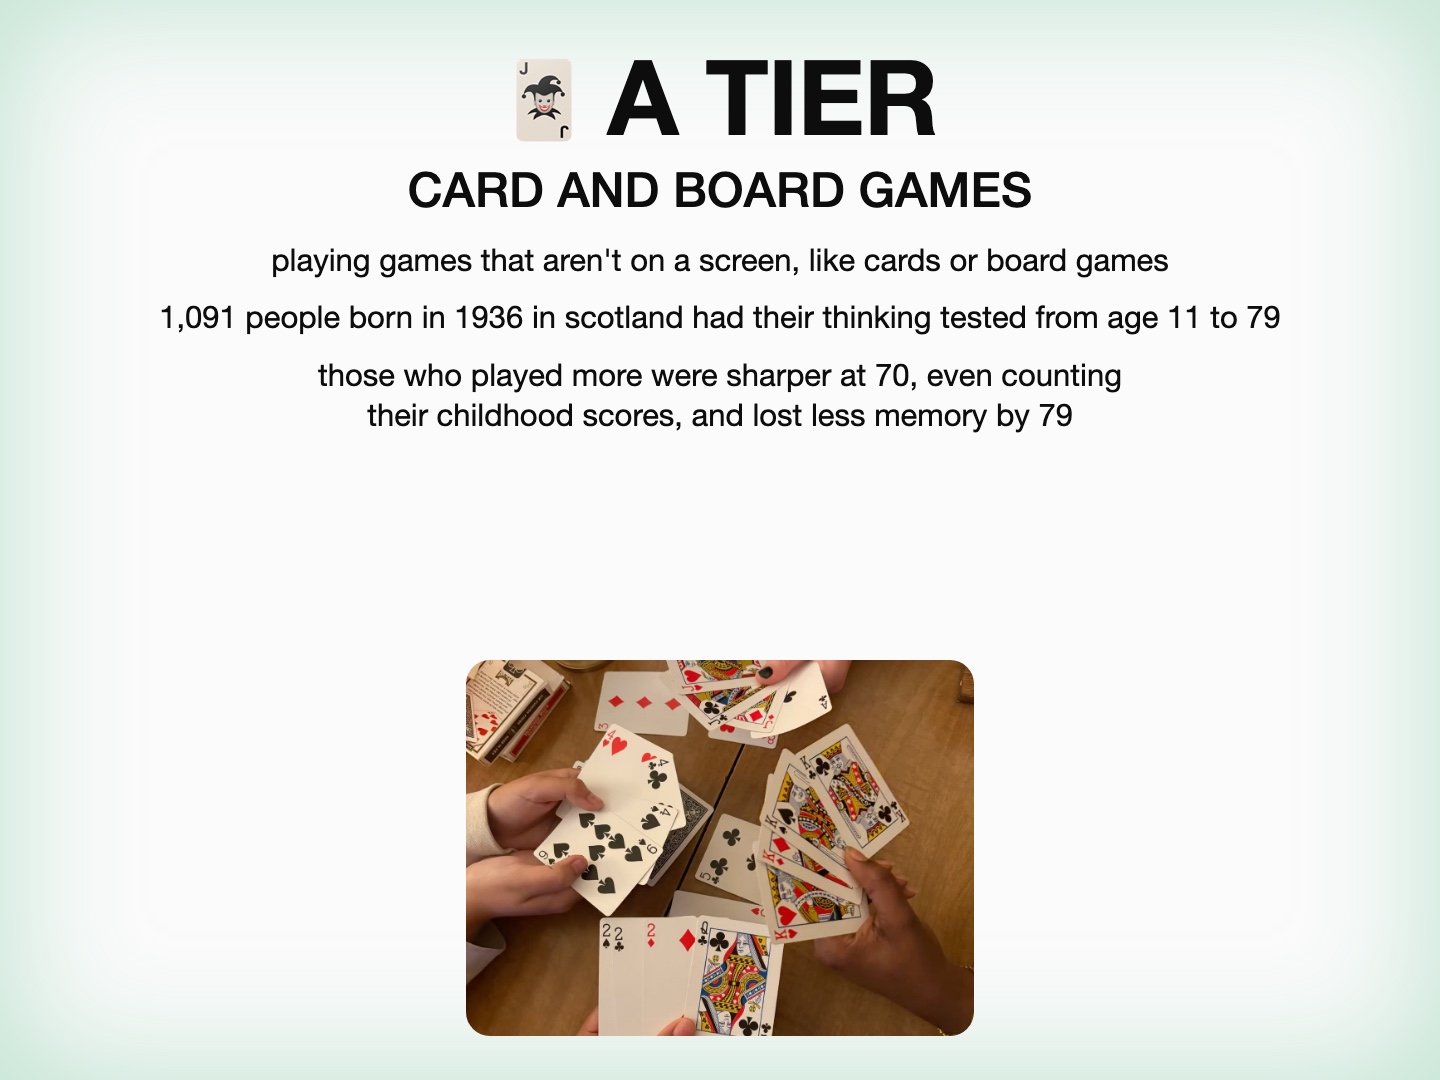 A TIER
CARD AND BOARD GAMES
playing games that aren't on a screen, like cards or board games
1,091 people born in 1936 in scotland had their thinking tested from age 11 to 79
those who played more were sharper at 70, even counting
their childhood scores, and lost less memory by 79